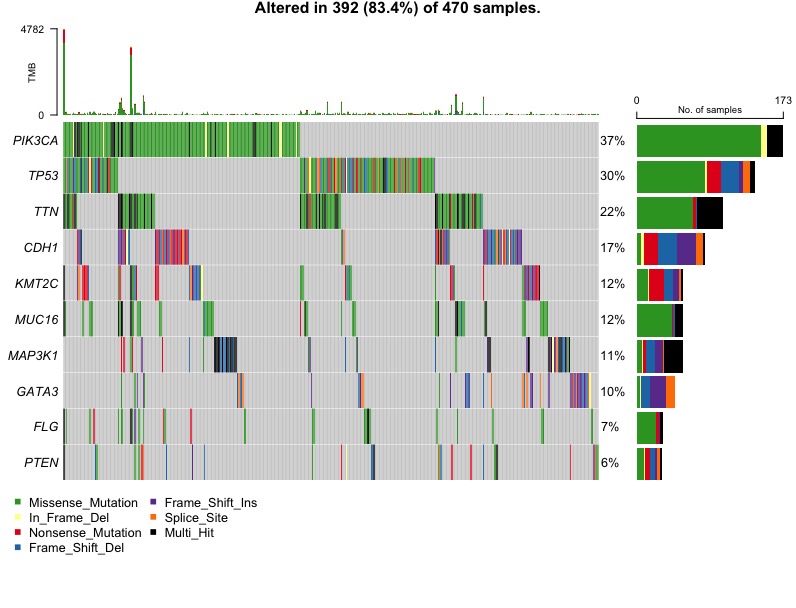 Altered in 392 (83.4%) of 470 samples.
4782
TMB
0
0 173
No. of samples
PIK3CA 37%
TP53 30%
TTN 22%
CDH1 17%
KMT2C 12%
MUC16 12%
MAP3K1 11%
GATA3 10%
FLG 7%
PTEN 6%
Missense_Mutation Frame_Shift_Ins
In_Frame_Del Splice_Site
Nonsense_Mutation Multi_Hit
Frame_Shift_Del